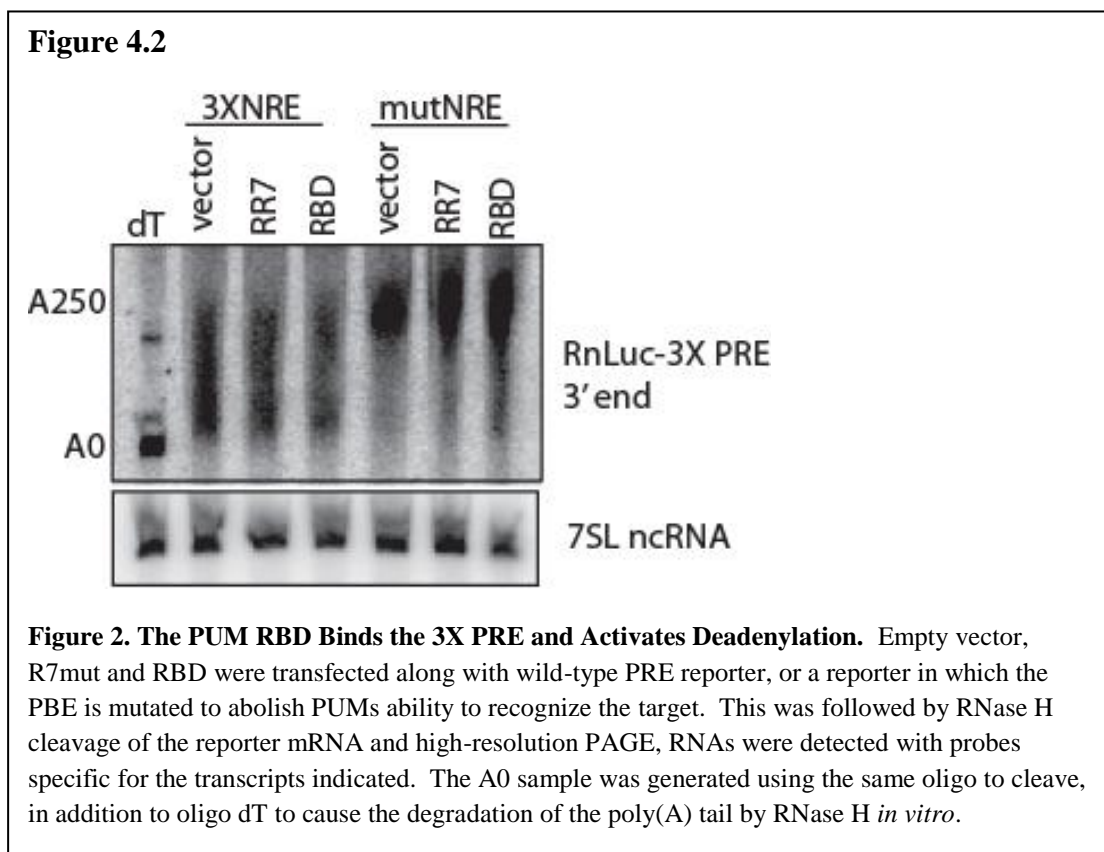 Figure 4.2
3XNRE mutNRE
dT vector RR7 RBD vector RR7 RBD
A250
A0
RnLuc-3X PRE
3' end
7SL ncRNA
Figure 2. The PUM RBD Binds the 3X PRE and Activates Deadenylation. Empty vector,
R7mut and RBD were transfected along with wild-type PRE reporter, or a reporter in which the
PBE is mutated to abolish PUMs ability to recognize the target. This was followed by RNase H
cleavage of the reporter mRNA and high-resolution PAGE, RNAs were detected with probes
specific for the transcripts indicated. The A0 sample was generated using the same oligo to cleave,
in addition to oligo dT to cause the degradation of the poly(A) tail by RNase H in vitro.